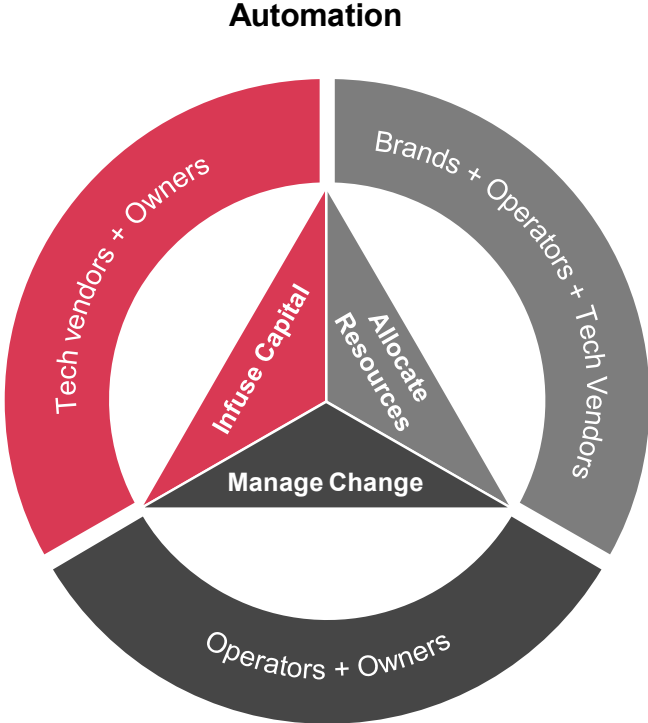 Automation
Tech vendors + Owners
Brands + Operators + Tech Vendors
Infuse Capital
Allocate
Resources
Manage Change
Operators + Owners